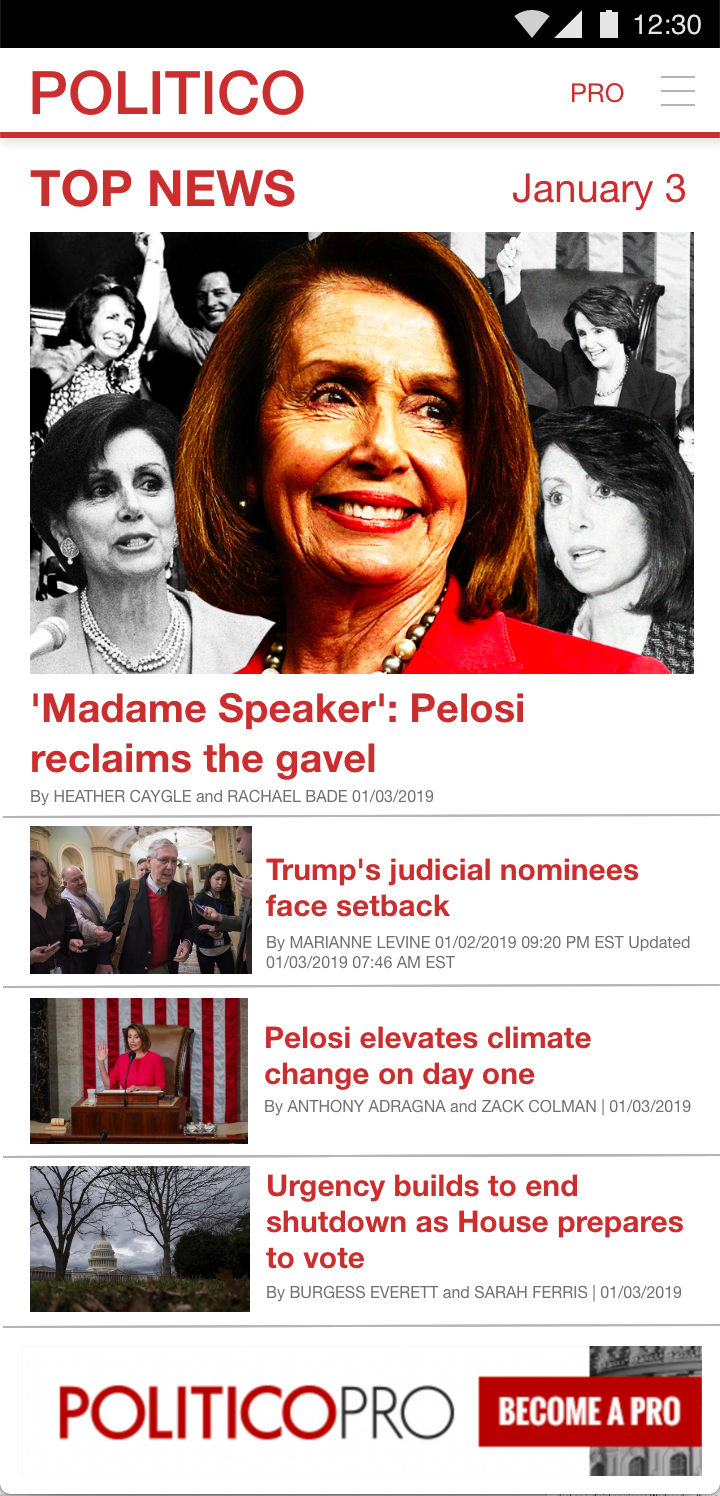 12:30
POLITICO
PRO
TOP NEWS
January 3
'Madame Speaker': Pelosi
reclaims the gavel
By HEATHER CAYGLE and RACHAEL BADE 01/03/2019
Trump's judicial nominees
face setback
By MARIANNE LEVINE 01/02/2019 09:20 PM EST Updated
01/03/2019 07:46 AM EST
Pelosi elevates climate
change on day one
By ANTHONY ADRAGNA and ZACK COLMAN | 01/03/2019
Urgency builds to end
shutdown as House prepares
to vote
By BURGESS EVERETT and SARAH FERRIS | 01/03/2019
POLITICOPRO
BECOME A PRO